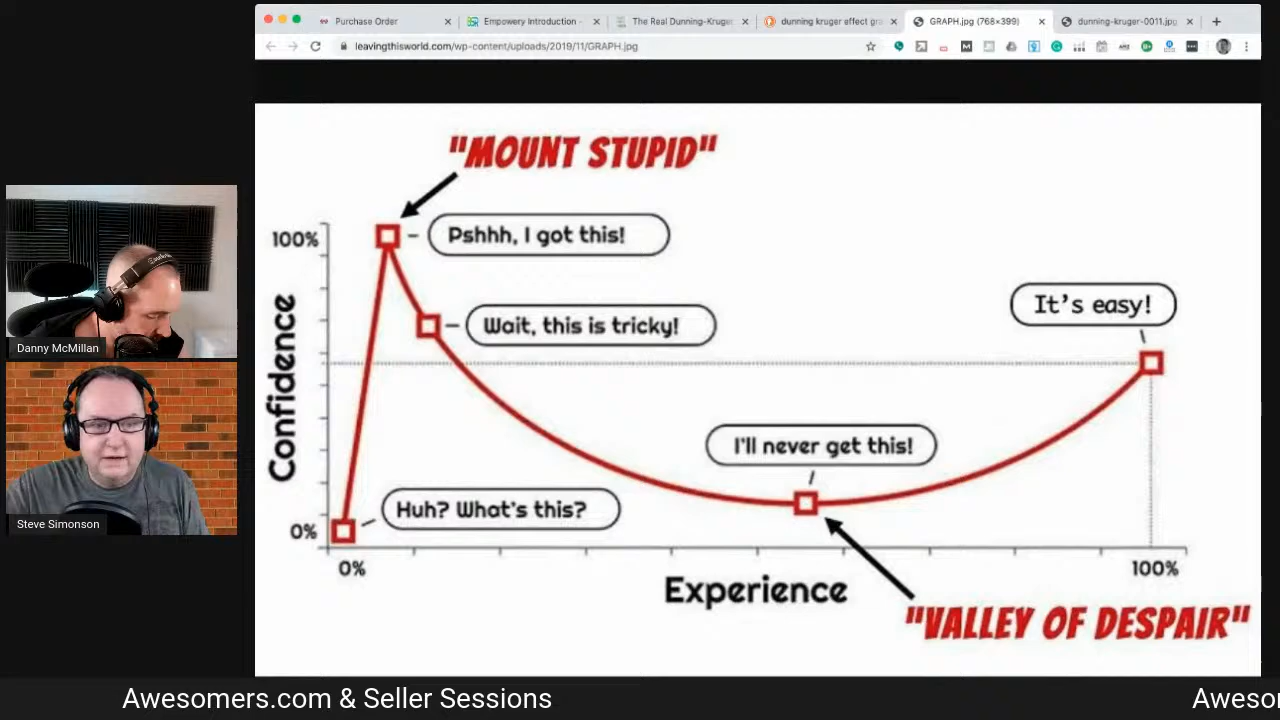 Purchase Order
Empowery Introduction -
The Real Dunning-Kruge
dunning kruger effect gra
GRAPH.jpg (768×399)
dunning-kruger-0011.jpg
leavingthisworld.com/wp-content/uploads/2019/11/GRAPH.jpg
"MOUNT STUPID"
100%
Pshhh, I got this!
Wait, this is tricky!
It's easy!
Confidence
I'll never get this!
Huh? What's this?
0%
0%
100%
Experience
"VALLEY OF DESPAIR"
Danny McMillan
Steve Simonson
Awesomers.com & Seller Sessions
Aweso